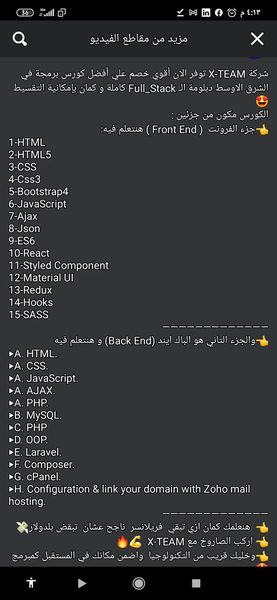 ٤:١٣ م
مزيد من مقاطع الفيديو
شركة X-TEAM توفر الان أقوي خصم علي أفضل كورس برمجة في
الشرق الاوسط دبلومة الـ Full_Stack كاملة و كمان بإمكانية التقسيط
🤩
الكورس مكون من جزئين :
👈جزء الفرونت ( Front End ) هنتعلم فيه:
1-HTML
2-HTML5
3-CSS
4-Css3
5-Bootstrap4
6-JavaScript
7-Ajax
8-Json
9-ES6
10-React
11-Styled Component
12-Material UI
13-Redux
14-Hooks
15-SASS
—————————————
👈والجزء التاني هو الباك ايند (Back End) و هنتعلم فيه
▶A. HTML.
▶A. CSS.
▶A. JavaScript.
▶A. AJAX.
▶A. PHP.
▶B. MySQL.
▶C. PHP
▶D. OOP.
▶E. Laravel.
▶F. Composer.
▶G. cPanel.
▶H. Configuration & link your domain with Zoho mail
hosting.
—————————————
👈 هنعلمك كمان ازي تبقي فريلانسر ناجح عشان تبقض بلدولار💸
👈 اركب الصاروخ مع X-TEAM 💪🔥
👈وخليك قريب من التكنولوجيا واضمن مكانك في المستقبل كمبرمج